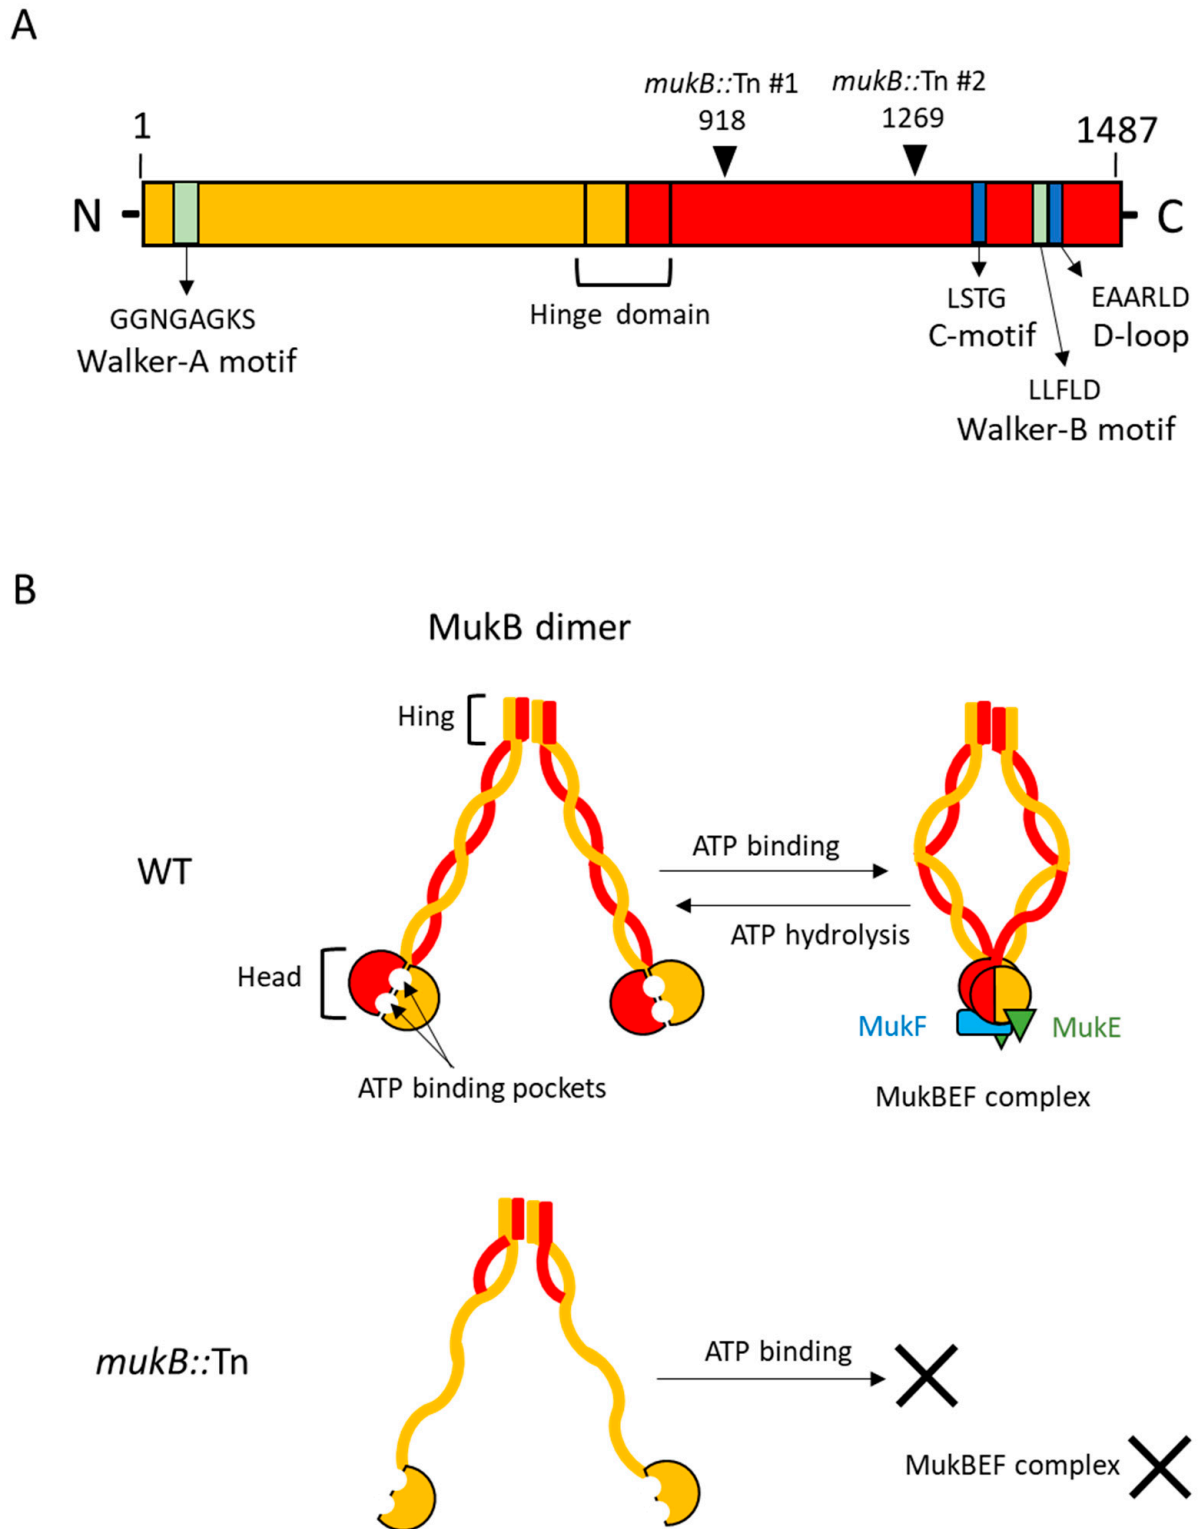 A
mukB::Tn #1
918
mukB::Tn #2
1269
1
1487
N
C
GGNGAGKS
Walker-A motif
Hinge domain
LSTG
C-motif
EAARLD
D-loop
LLFLD
Walker-B motif
B
MukB dimer
Hing
WT
ATP binding
ATP hydrolysis
Head
MukF
MukE
ATP binding pockets
MukBEF complex
mukB::Tn
ATP binding
MukBEF complex